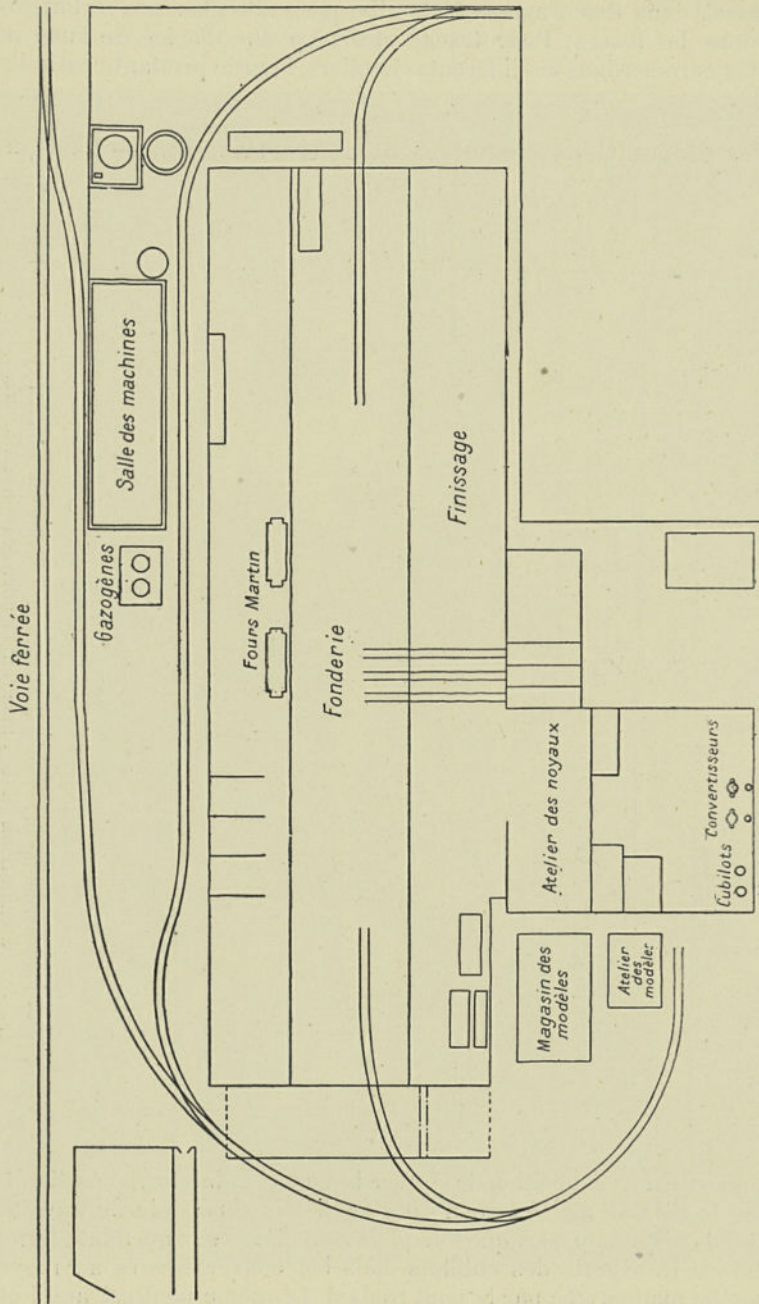 Voie ferrée
Salle des machines
Gazogènes
Fours Martin
Fonderie
Finissage
Atelier des noyaux
Cubilots
Convertisseurs
Magasin des
modèles
Atelier
des
modèles